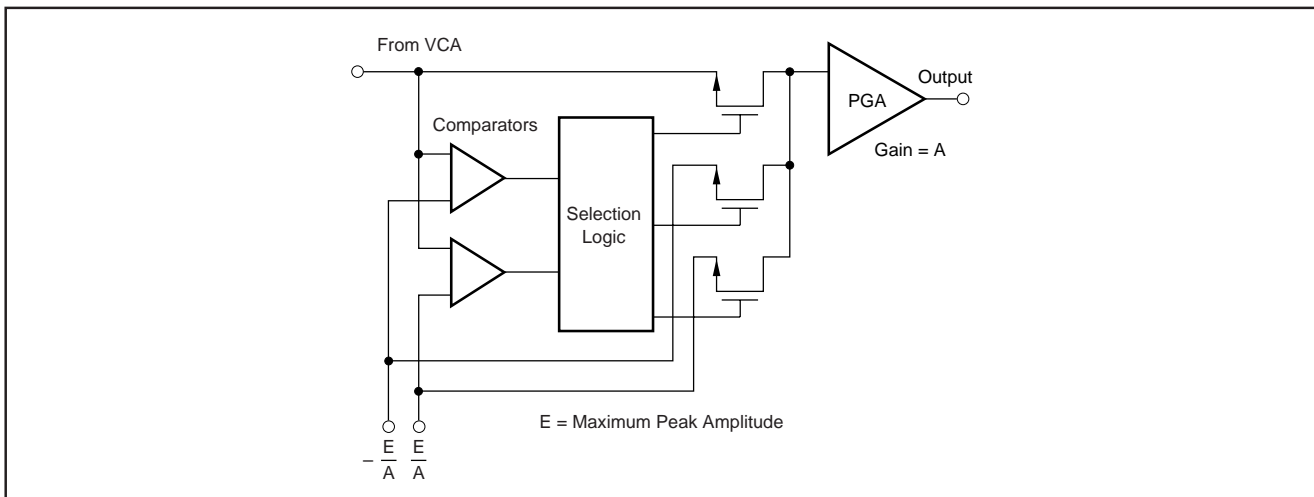 From VCA
Output
PGA
Comparators
Gain = A
Selection
Logic
E = Maximum Peak Amplitude
– E/A
E/A